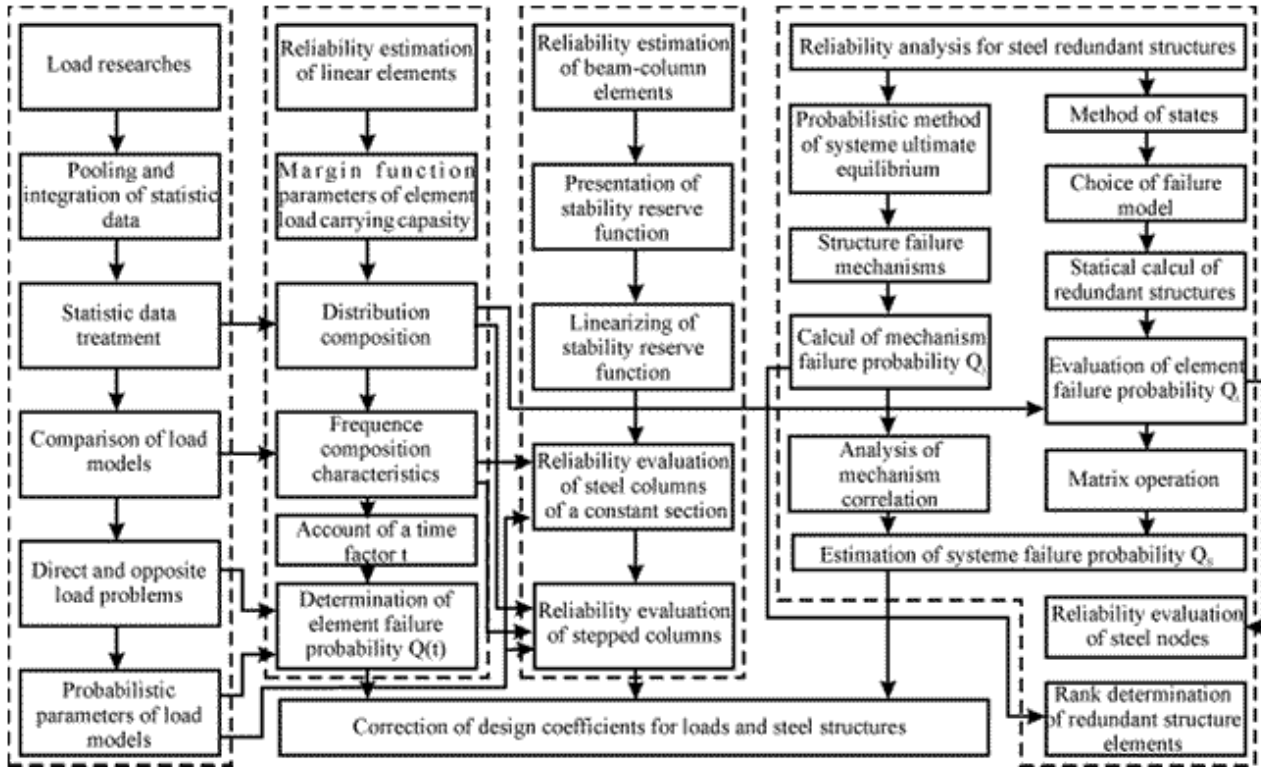 Load researches
Pooling and
integration of statistic
data
Statistic data
treatment
Comparison of load
models
Direct and opposite
load problems
Probabilistic
parameters of load
models
Reliability estimation
of linear elements
Margin function
parameters of element
load carrying capacity
Distribution
composition
Frequence
composition
characteristics
Account of a time
factor t
Determination of
element failure
probability Q(t)
Reliability estimation
of beam-column
elements
Presentation of
stability reserve
function
Linearizing of
stability reserve
function
Reliability evaluation
of steel columns
of a constant section
Reliability evaluation
of stepped columns
Correction of design coefficients for loads and steel structures
Reliability analysis for steel redundant structures
Probabilistic method
of systeme ultimate
equilibrium
Structure failure
mechanisms
Calcul of mechanism
failure probability Q
Analysis of
mechanism
correlation
Method of states
Choice of failure
model
Statical calcul of
redundant structures
Evaluation of element
failure probability Q
Matrix operation
Estimation of systeme failure probability Qs
Reliability evaluation
of steel nodes
Rank determination
of redundant structure
elements